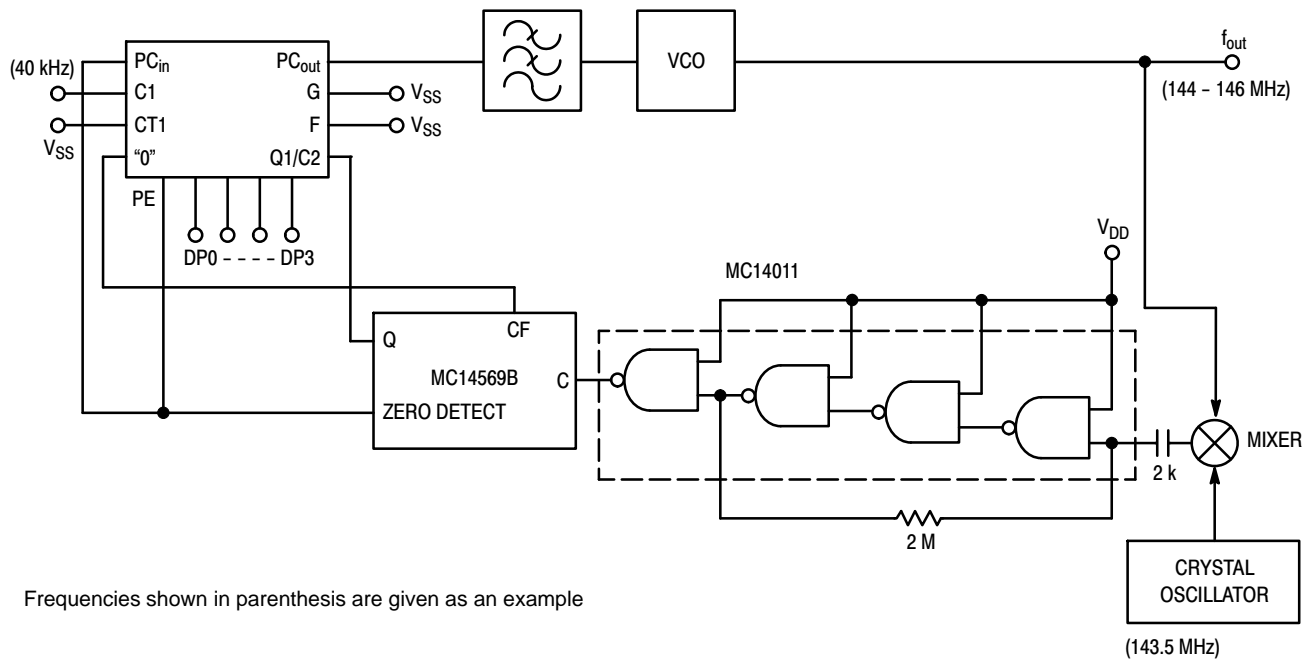 PCin
PCout
VCO
fout
(40 kHz)
C1
G
VSS
(144 – 146 MHz)
CT1
F
VSS
VSS
"0"
Q1/C2
PE
DP0 - - - - DP3
VDD
MC14011
CF
Q
MC14569B
C
ZERO DETECT
MIXER
2 k
2 M
CRYSTAL
OSCILLATOR
Frequencies shown in parenthesis are given as an example
(143.5 MHz)